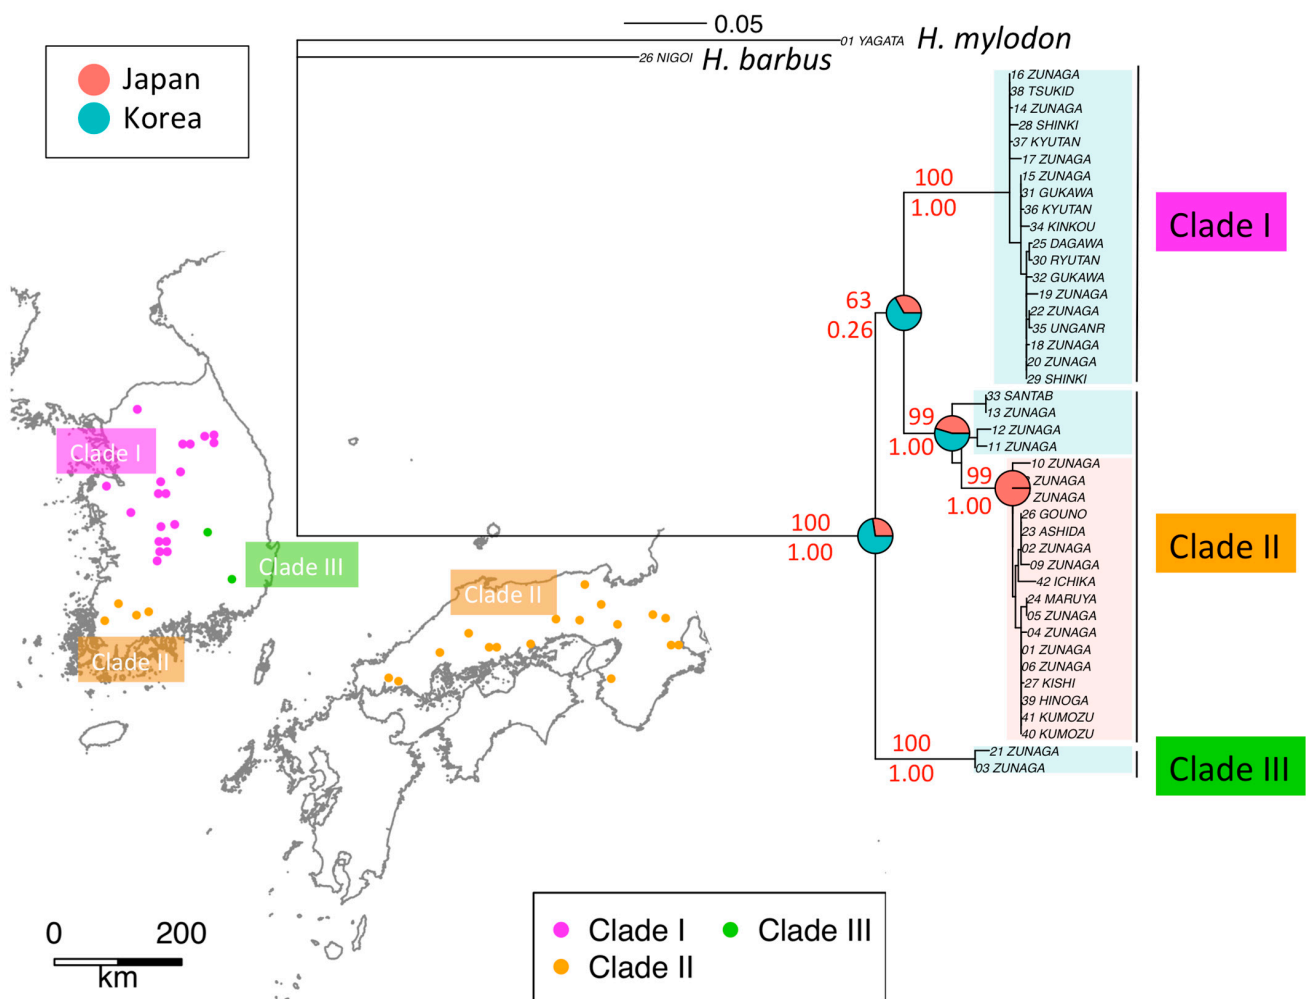 0.05
01 YAGATA H. mylodon
26 NIGOI H. barbus
Japan
Korea
16 ZUNAGA
38 TSUKID
14 ZUNAGA
28 SHINKI
37 KYUTAN
17 ZUNAGA
15 ZUNAGA
31 GUKAWA
36 KYUTAN
34 KINKOU
25 DAGAWA
30 RYUTAN
32 GUKAWA
19 ZUNAGA
22 ZUNAGA
35 UNGANR
18 ZUNAGA
20 ZUNAGA
29 SHINKI
33 SANTAB
13 ZUNAGA
12 ZUNAGA
11 ZUNAGA
10 ZUNAGA
ZUNAGA
ZUNAGA
26 GOUNO
23 ASHIDA
02 ZUNAGA
09 ZUNAGA
42 ICHIKA
24 MARUYA
05 ZUNAGA
04 ZUNAGA
01 ZUNAGA
06 ZUNAGA
27 KISHI
39 HINOGA
41 KUMOZU
40 KUMOZU
21 ZUNAGA
03 ZUNAGA
100
1.00
63
0.26
99
1.00
99
1.00
100
1.00
100
1.00
Clade I
Clade II
Clade III
Clade I
Clade III
Clade II
Clade II
0 200
km
Clade I Clade III
Clade II